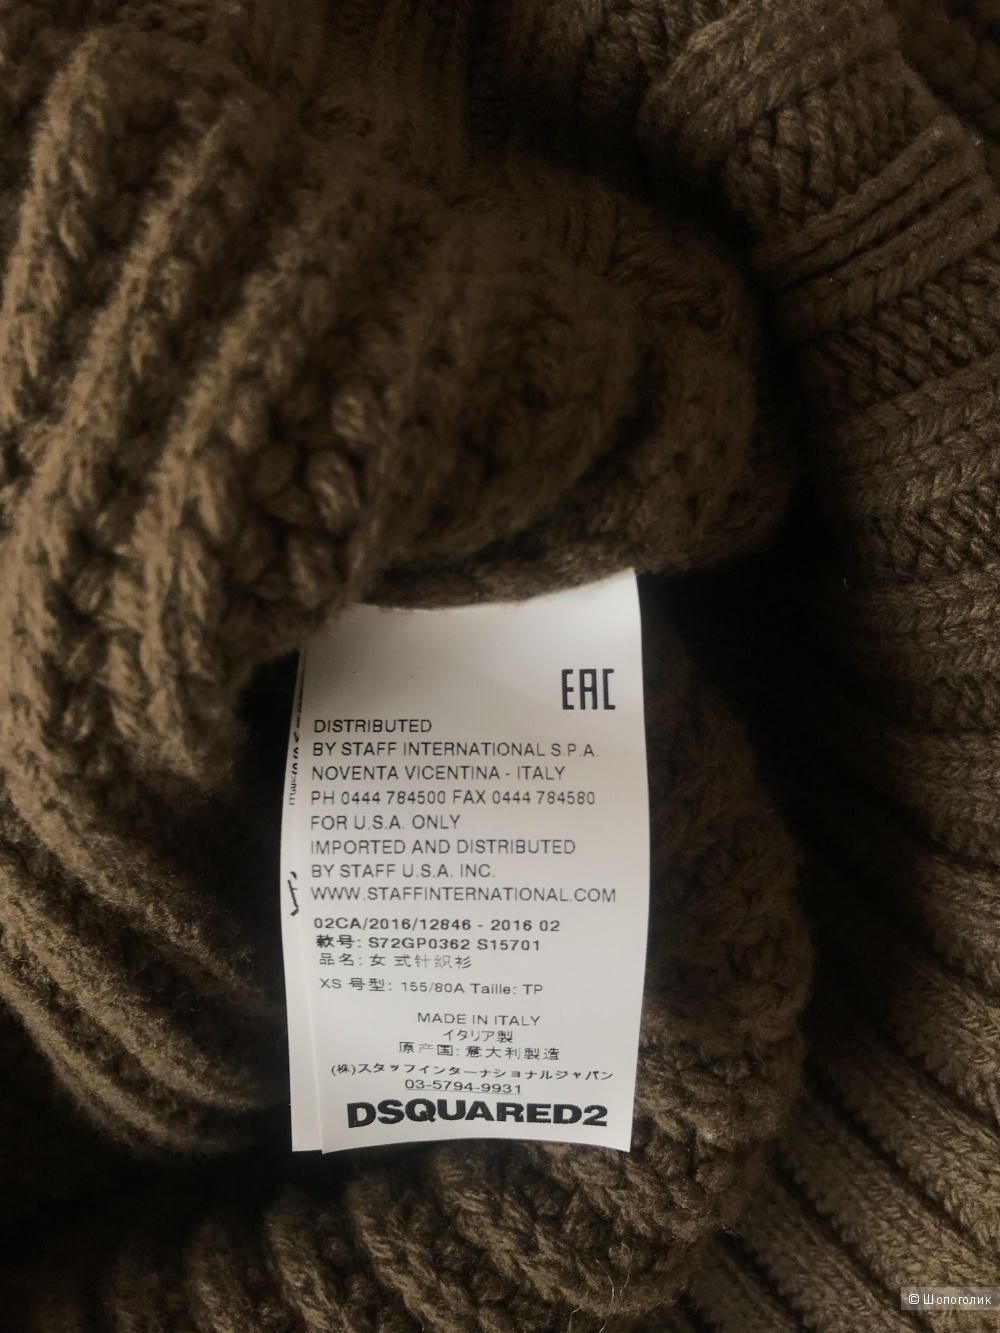 EAC
DISTRIBUTED
BY STAFF INTERNATIONAL S.P.A.
NOVENTA VICENTINA - ITALY
PH 0444 784500 FAX 0444 784580
FOR U.S.A. ONLY
IMPORTED AND DISTRIBUTED
BY STAFF U.S.A. INC.
WWW.STAFFINTERNATIONAL.COM
02CA/2016/12846 - 2016 02
款号: S72GP0362 S15701
品名: 女 式针织衫
XS 号型: 155/80A Taille: TP
MADE IN ITALY
イタリア製
原产国: 意大利製造
(株)スタッフインターナショナルジャパン
03-5794-9931
DSQUARED2
© Шопоголик